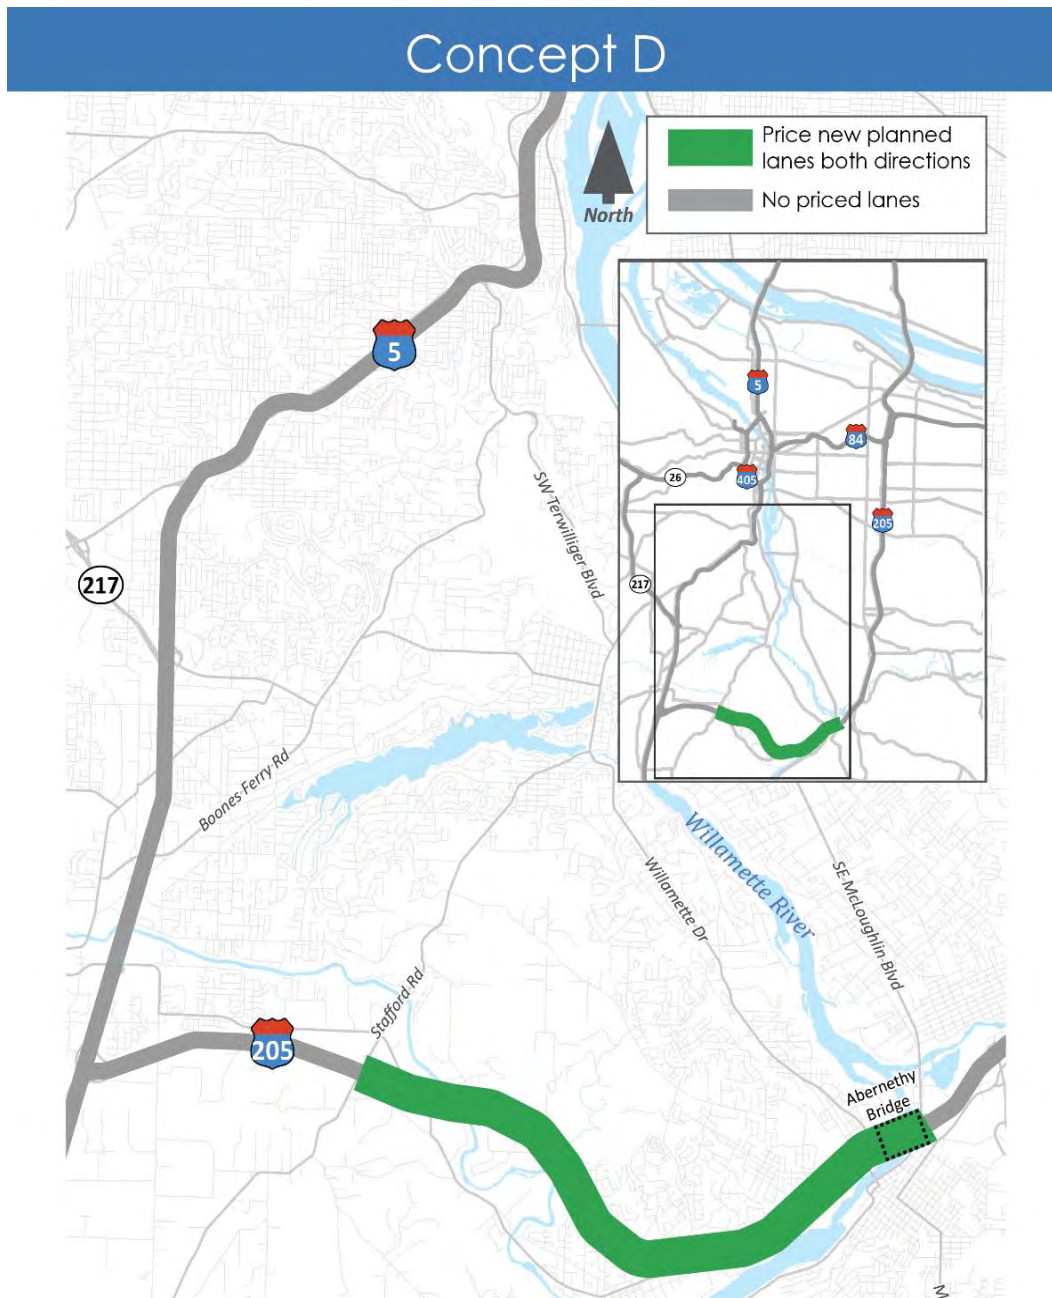 Concept D
Price new planned
lanes both directions
No priced lanes
North
5
5
84
26
405
205
217
SW Terwilliger Blvd
217
Boones Ferry Rd
Willamette River
Willamette Dr
SE McLoughlin Blvd
Stafford Rd
205
Abernethy
Bridge
M